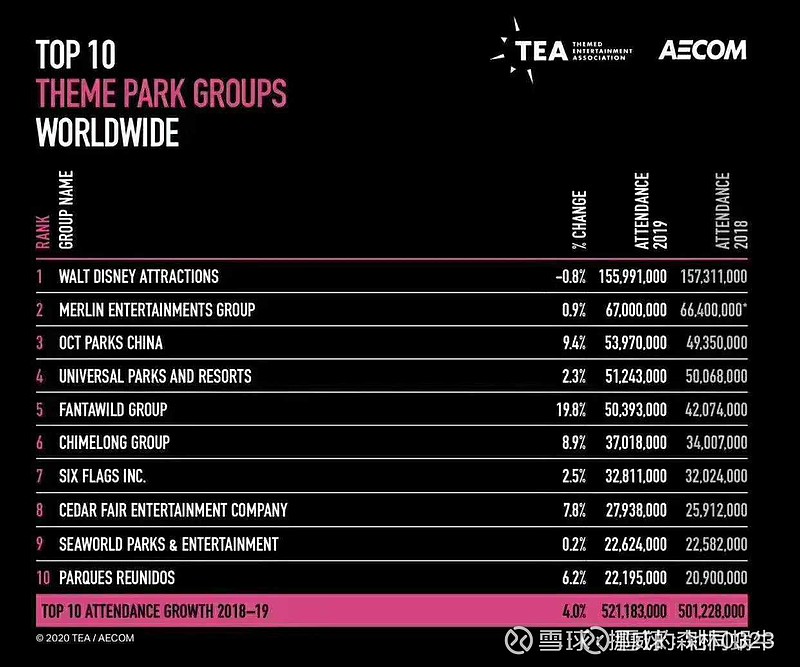 TOP 10
THEME PARK GROUPS
WORLDWIDE
TEA THEMED ENTERTAINMENT ASSOCIATION
AECOM
RANK GROUP NAME % CHANGE ATTENDANCE 2019 ATTENDANCE 2018
1 WALT DISNEY ATTRACTIONS -0.8% 155,991,000 157,311,000
2 MERLIN ENTERTAINMENTS GROUP 0.9% 67,000,000 66,400,000*
3 OCT PARKS CHINA 9.4% 53,970,000 49,350,000
4 UNIVERSAL PARKS AND RESORTS 2.3% 51,243,000 50,068,000
5 FANTAWILD GROUP 19.8% 50,393,000 42,074,000
6 CHIMELONG GROUP 8.9% 37,018,000 34,007,000
7 SIX FLAGS INC. 2.5% 32,811,000 32,024,000
8 CEDAR FAIR ENTERTAINMENT COMPANY 7.8% 27,938,000 25,912,000
9 SEAWORLD PARKS & ENTERTAINMENT 0.2% 22,624,000 22,582,000
10 PARQUES REUNIDOS 6.2% 22,195,000 20,900,000
TOP 10 ATTENDANCE GROWTH 2018–19 4.0% 521,183,000 501,228,000
© 2020 TEA / AECOM
雪球